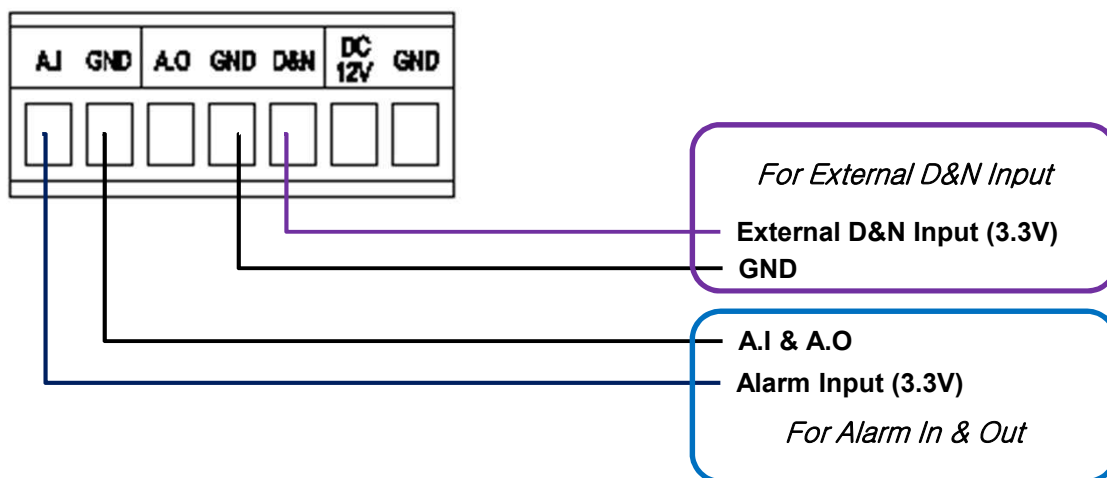 A.I GND A.O GND D&N DC 12V GND
For External D&N Input
External D&N Input (3.3V)
GND
A.I & A.O
Alarm Input (3.3V)
For Alarm In & Out